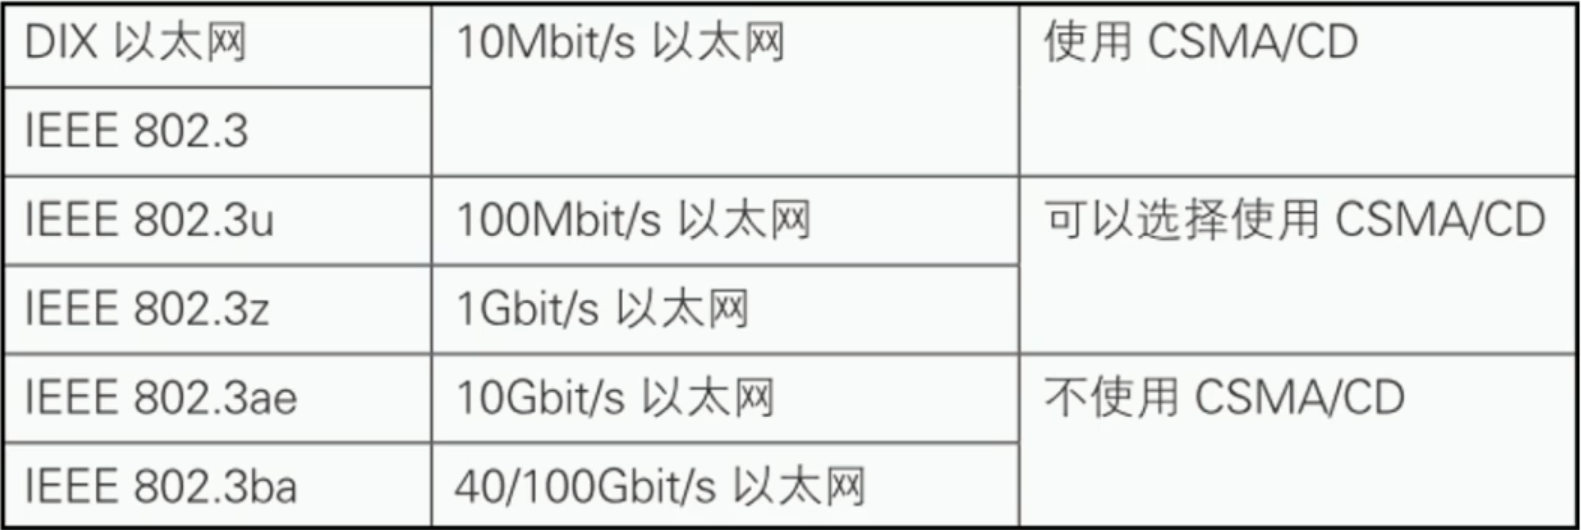 DIX 以太网
10Mbit/s 以太网
使用 CSMA/CD
IEEE 802.3
IEEE 802.3u
100Mbit/s 以太网
可以选择使用 CSMA/CD
IEEE 802.3z
1Gbit/s 以太网
IEEE 802.3ae
10Gbit/s 以太网
不使用 CSMA/CD
IEEE 802.3ba
40/100Gbit/s 以太网